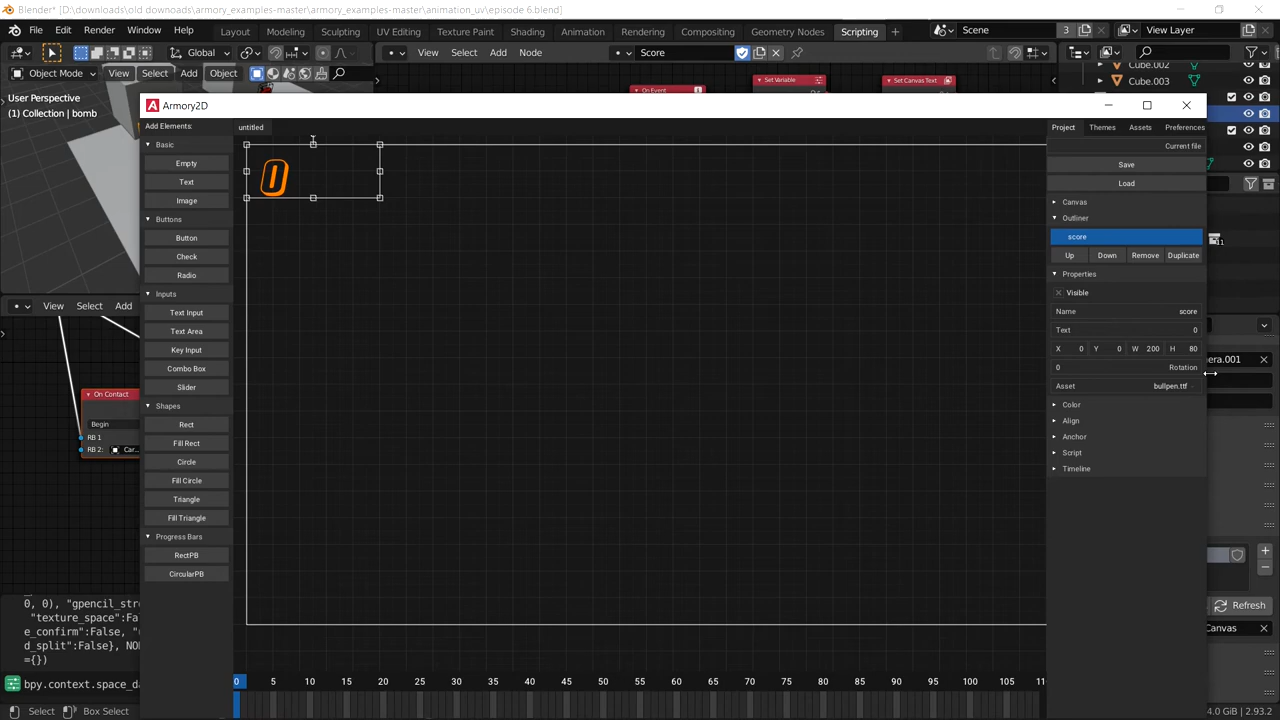 Blender* [D:\downloads\old downolods\armory_examples-master\armory_examples-master\animation_uv\episode 6.blend]
File Edit Render Window Help Layout Modeling Sculpting UV Editing Texture Paint Shading Animation Rendering Compositing Geometry Nodes Scripting + Scene 3 View Layer
Global View Select Add Node Score
Object Mode View Select Add Object On Event Set Variable Set Canvas Text Cube.002
User Perspective Cube.003
(1) Collection | bomb
Armory2D
Add Elements: untitled Project Themes Assets Preferences
Basic Current file
Empty 0 Save
Text Load
Image Canvas
Buttons Outliner
Button score 11
Check Up Down Remove Duplicate
Radio Properties
Inputs Visible
View Select Add
Text Input Name score
Text Area Text 0
Key Input X 0 Y 0 W 200 H 80 era.001
Combo Box 0 Rotation
Slider Asset bullpen.ttf
On Contact
Shapes Color
Begin Rect Align
RB 1 Fill Rect Anchor
RB 2: Car... Circle Script
Fill Circle Timeline
Triangle
Fill Triangle
Progress Bars
RectPB
CircularPB
0, 0), "gpencil_str Refresh
"texture_space":Fa
e_confirm":False, " Canvas
d_split":False}, NO
={})
bpy.context.space_da 0 5 10 15 20 25 30 35 40 45 50 55 60 65 70 75 80 85 90 95 100 105 11
Select Box Select 4.0 GiB | 2.93.2